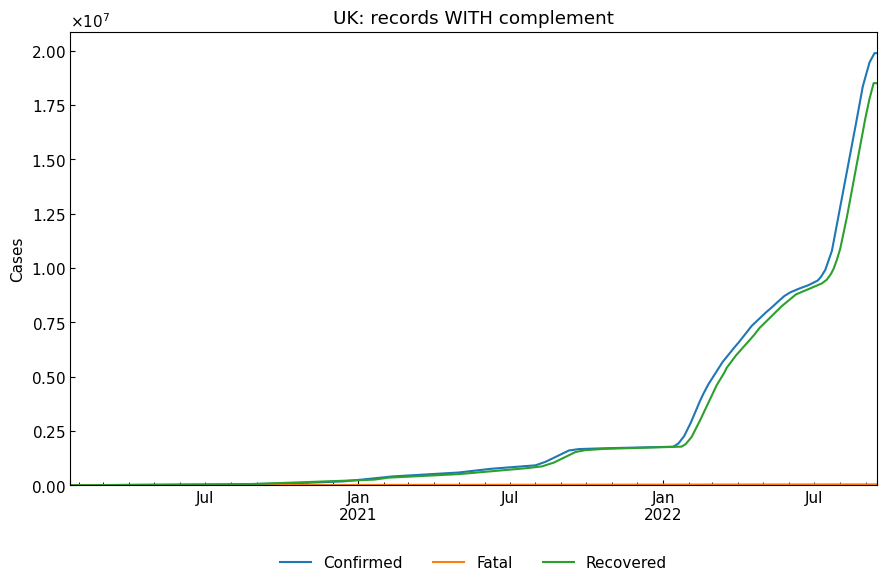 UK: records WITH complement
×10⁷
2.00
1.75
1.50
1.25
1.00
0.75
0.50
0.25
0.00
Cases
Jul Jan Jul Jan Jul
2021 2022
Confirmed Fatal Recovered